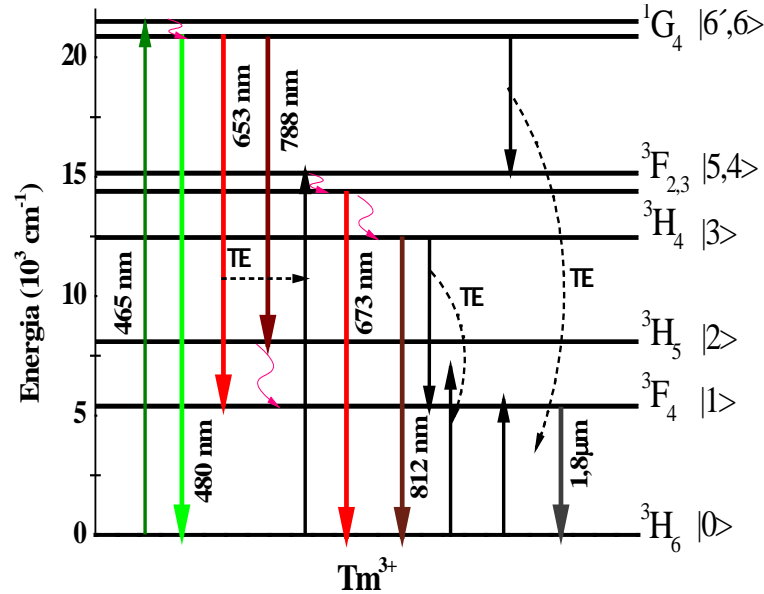 ¹G₄ |6´,6>
20
653 nm
788 nm
³F₂,₃ |5,4>
15
³H₄ |3>
Energia (10³ cm⁻¹)
465 nm
TE
TE
TE
673 nm
10
³H₅ |2>
³F₄ |1>
5
480 nm
812 nm
1,8µm
0
³H₆ |0>
Tm³⁺